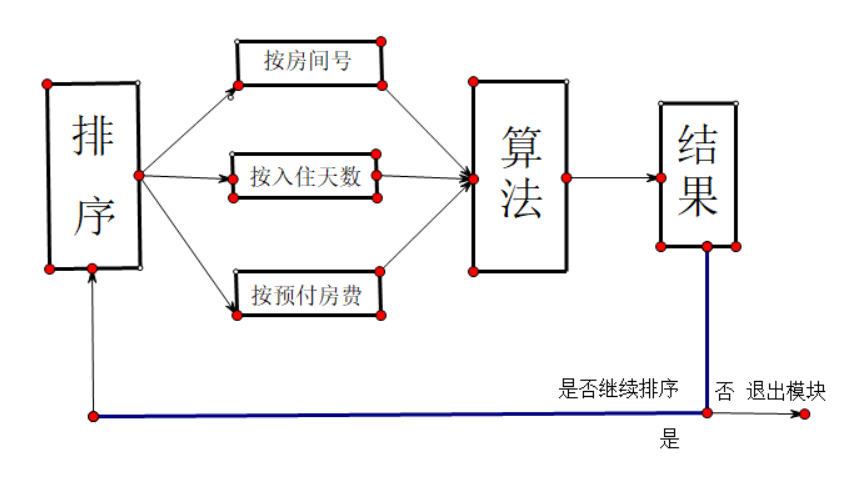 按房间号
排序
按入住天数
按预付房费
算法
结果
是否继续排序
否 退出模块
是